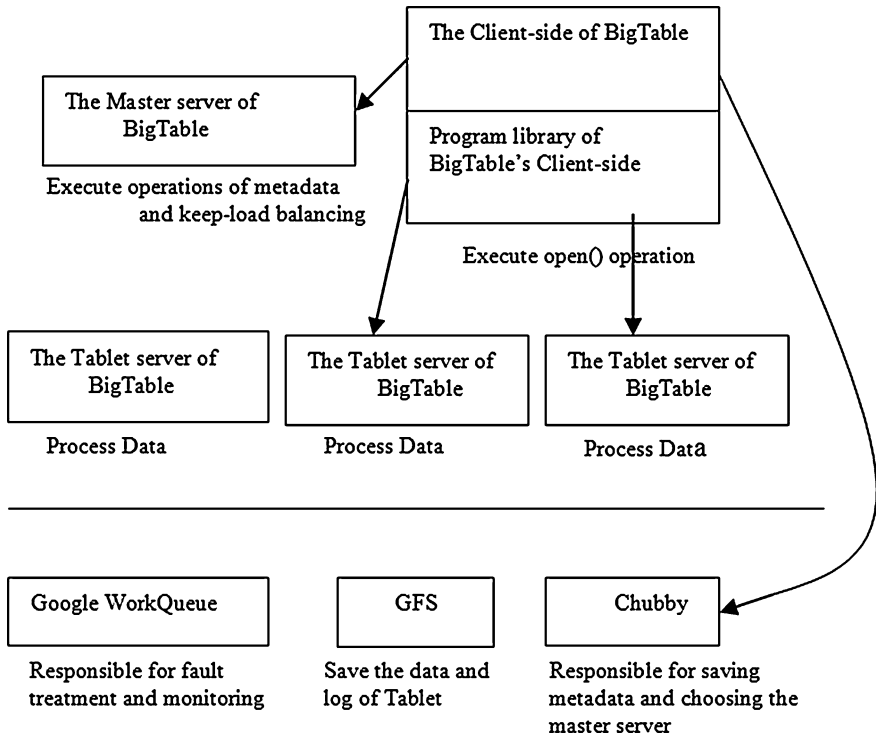 The Client-side of BigTable
The Master server of
BigTable
Program library of
BigTable's Client-side
Execute operations of metadata
and keep-load balancing
Execute open() operation
The Tablet server of
BigTable
The Tablet server of
BigTable
The Tablet server of
BigTable
Process Data
Process Data
Process Data
Google WorkQueue
GFS
Chubby
Responsible for fault
treatment and monitoring
Save the data and
log of Tablet
Responsible for saving
metadata and choosing the
master server